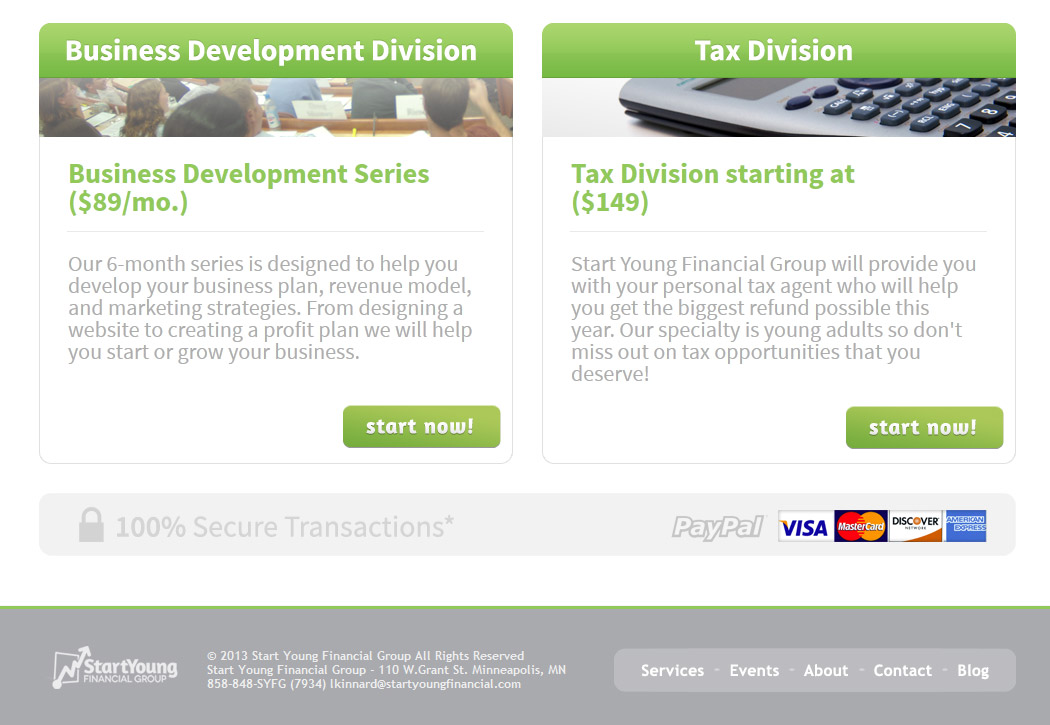 Business Development Division
Business Development Series
($89/mo.)
Our 6-month series is designed to help you
develop your business plan, revenue model,
and marketing strategies. From designing a
website to creating a profit plan we will help
you start or grow your business.
start now!
Tax Division
Tax Division starting at
($149)
Start Young Financial Group will provide you
with your personal tax agent who will help
you get the biggest refund possible this
year. Our specialty is young adults so don't
miss out on tax opportunities that you
deserve!
start now!
100% Secure Transactions*
PayPal VISA MasterCard DISCOVER NETWORK AMERICAN EXPRESS
StartYoung
FINANCIAL GROUP
© 2013 Start Young Financial Group All Rights Reserved
Start Young Financial Group - 110 W.Grant St. Minneapolis, MN
858-848-SYFG (7934) lkinnard@startyoungfinancial.com
Services - Events - About - Contact - Blog